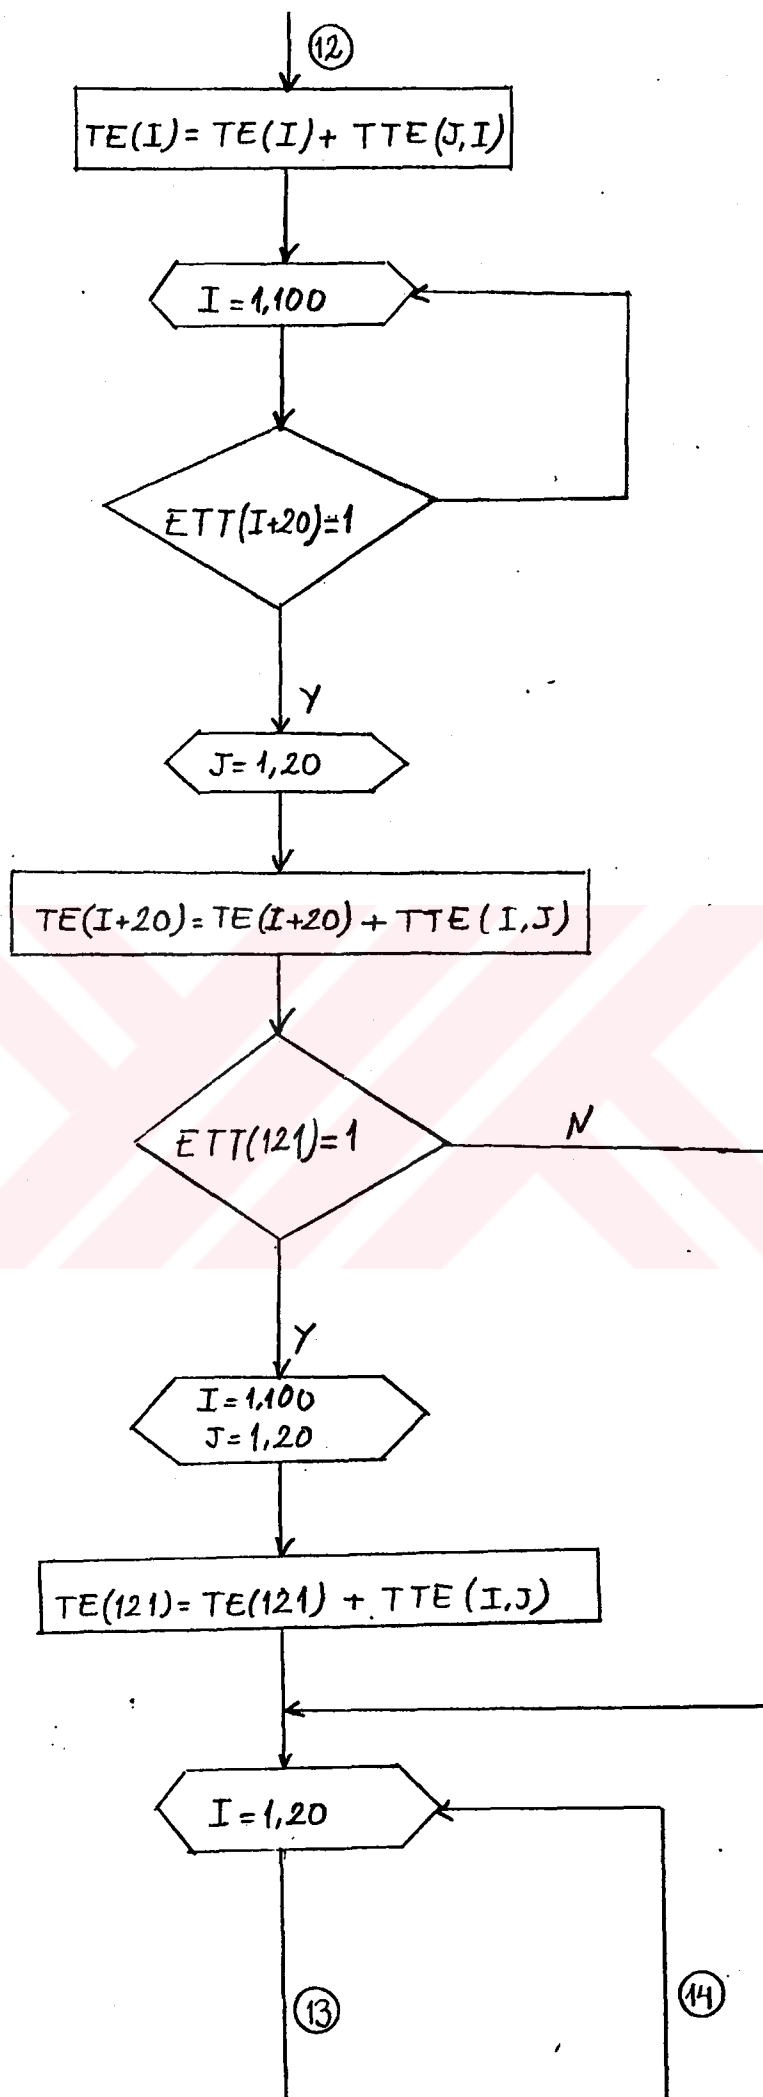 12
TE(I) = TE(I) + TTE(J,I)
I = 1,100
ETT(I+20)=1
Y
J = 1,20
TE(I+20) = TE(I+20) + TTE(I,J)
ETT(121)=1
N
Y
I = 1,100
J = 1,20
TE(121) = TE(121) + TTE(I,J)
I = 1,20
13
14